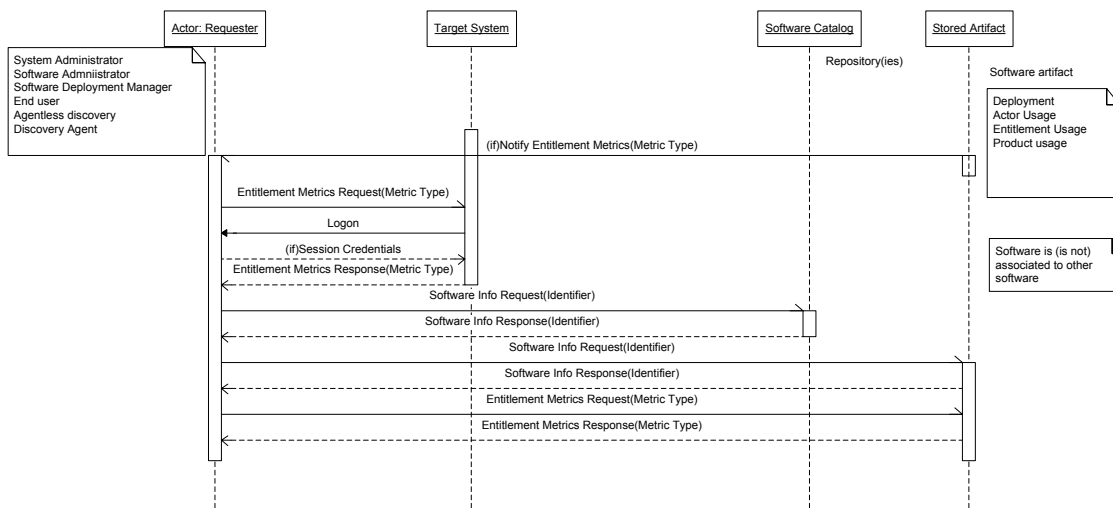 Actor: Requester
Target System
Software Catalog
Stored Artifact
System Administrator
Software Admniistrator
Software Deployment Manager
End user
Agentless discovery
Discovery Agent
Repository(ies)
Software artifact
Deployment
Actor Usage
Entitlement Usage
Product usage
(if)Notify Entitlement Metrics(Metric Type)
Entitlement Metrics Request(Metric Type)
Logon
(if)Session Credentials
Entitlement Metrics Response(Metric Type)
Software is (is not)
associated to other
software
Software Info Request(Identifier)
Software Info Response(Identifier)
Software Info Request(Identifier)
Software Info Response(Identifier)
Entitlement Metrics Request(Metric Type)
Entitlement Metrics Response(Metric Type)